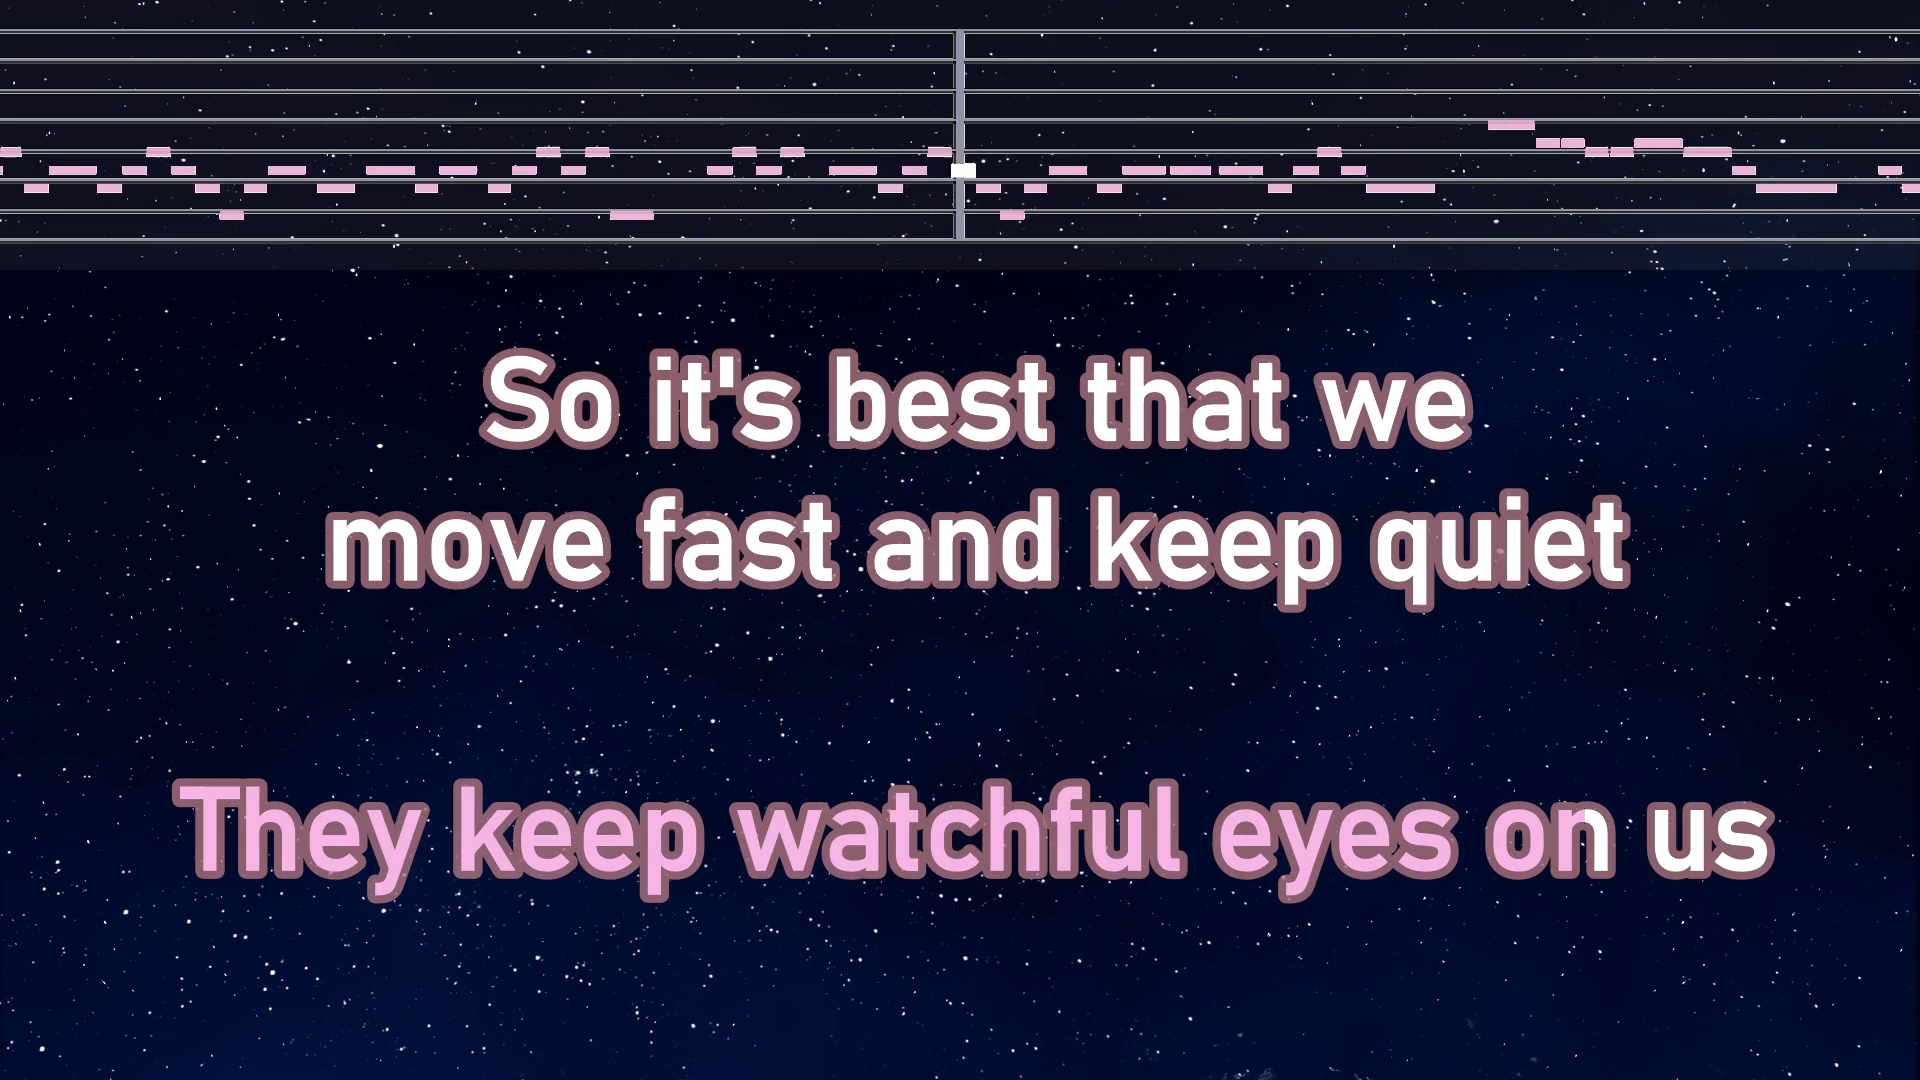 So it's best that we
move fast and keep quiet
They keep watchful eyes on us